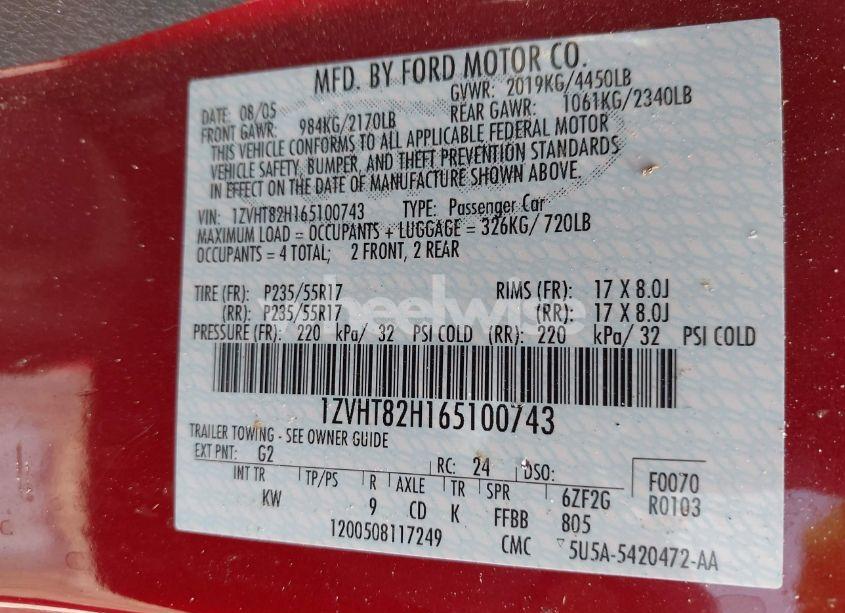 MFD. BY FORD MOTOR CO.
DATE: 08/05 GVWR: 2019KG/4450LB
FRONT GAWR: 984KG/2170LB REAR GAWR: 1061KG/2340LB
THIS VEHICLE CONFORMS TO ALL APPLICABLE FEDERAL MOTOR
VEHICLE SAFETY, BUMPER, AND THEFT PREVENTION STANDARDS
IN EFFECT ON THE DATE OF MANUFACTURE SHOWN ABOVE.
VIN: 1ZVHT82H165100743 TYPE: Passenger Car
MAXIMUM LOAD = OCCUPANTS + LUGGAGE = 326KG/ 720LB
OCCUPANTS = 4 TOTAL; 2 FRONT, 2 REAR
TIRE (FR): P235/55R17 RIMS (FR): 17 X 8.0J
(RR): P235/55R17 (RR): 17 X 8.0J
wheelwise
PRESSURE (FR): 220 kPa/ 32 PSI COLD (RR): 220 kPa/ 32 PSI COLD
1ZVHT82H165100743
TRAILER TOWING - SEE OWNER GUIDE
EXT PNT: G2 RC: 24 DSO: F0070
INT TR TP/PS R AXLE TR SPR 6ZF2G R0103
KW 9 CD K FFBB 805
1200508117249 CMC 5U5A-5420472-AA